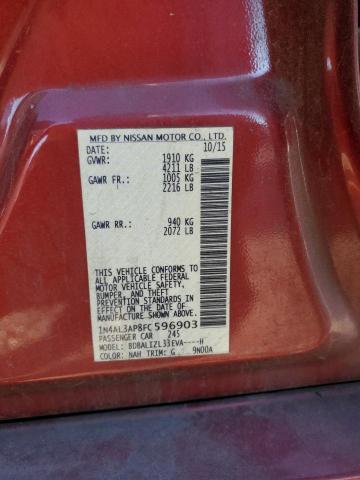 MFD BY NISSAN MOTOR CO., LTD.
DATE: 10/15
GVWR: 1910 KG
4211 LB
GAWR FR: 1005 KG
2216 LB
GAWR RR: 940 KG
2072 LB
THIS VEHICLE CONFORMS TO
ALL APPLICABLE FEDERAL
MOTOR VEHICLE SAFETY,
BUMPER, AND THEFT
PREVENTION STANDARDS IN
EFFECT ON THE DATE OF
MANUFACTURE SHOWN ABOVE.
1N4AL3AP8FC596903
PASSENGER CAR 245
MODEL: BDBALIZL33EVA----H
COLOR: NAH TRIM: G 9N00A